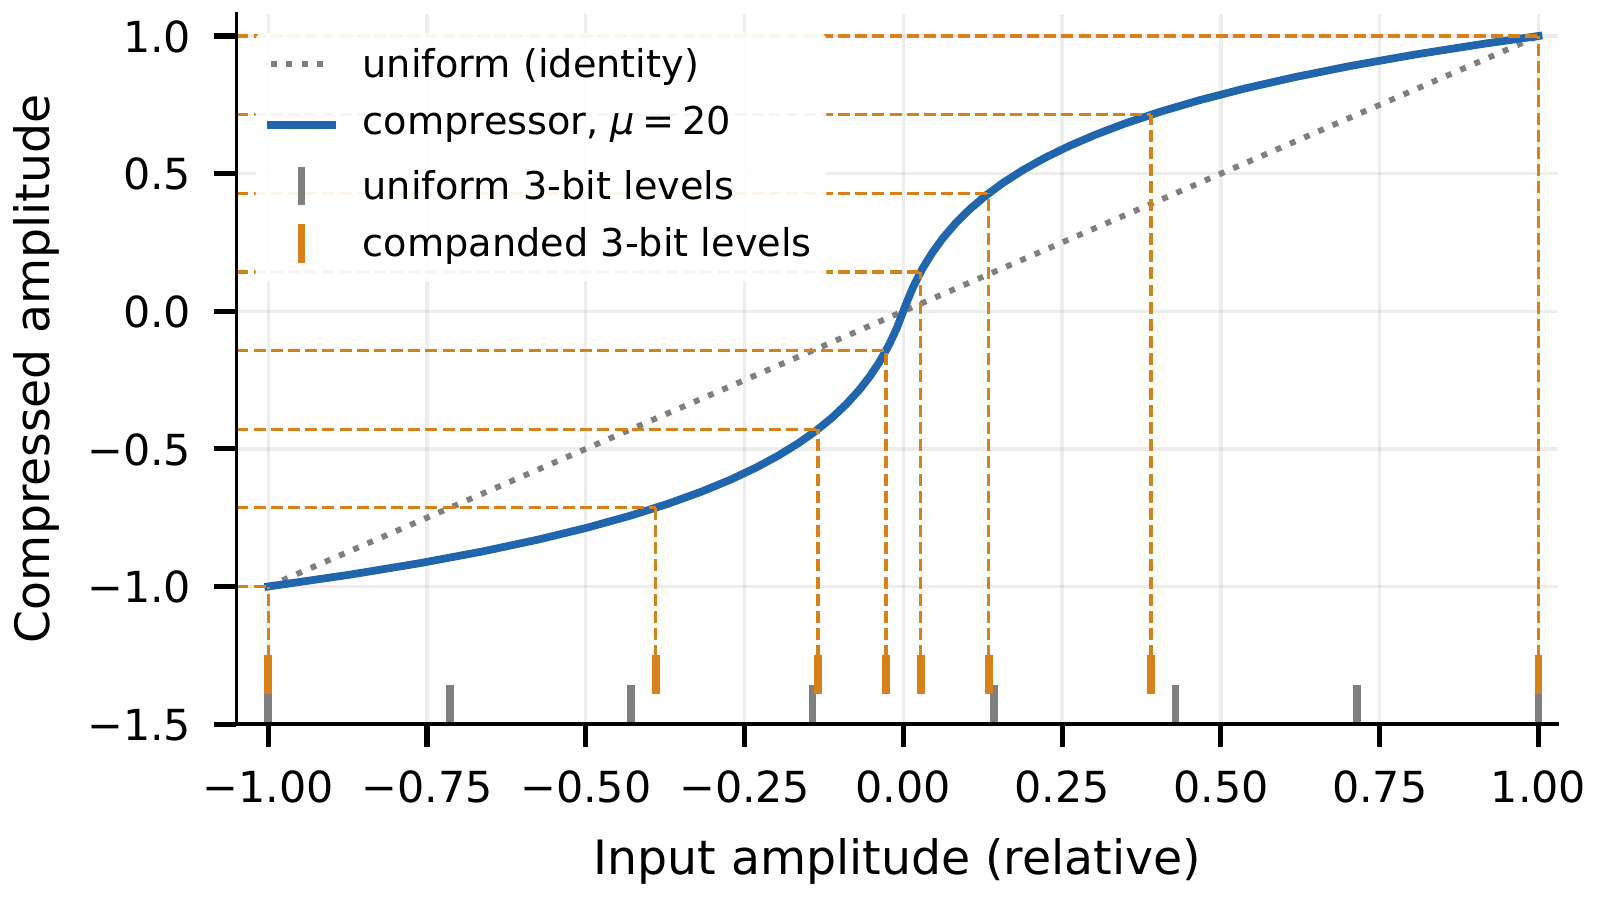 1.0
0.5
0.0
−0.5
−1.0
−1.5
Compressed amplitude
uniform (identity)
compressor, μ = 20
uniform 3-bit levels
companded 3-bit levels
−1.00 −0.75 −0.50 −0.25 0.00 0.25 0.50 0.75 1.00
Input amplitude (relative)